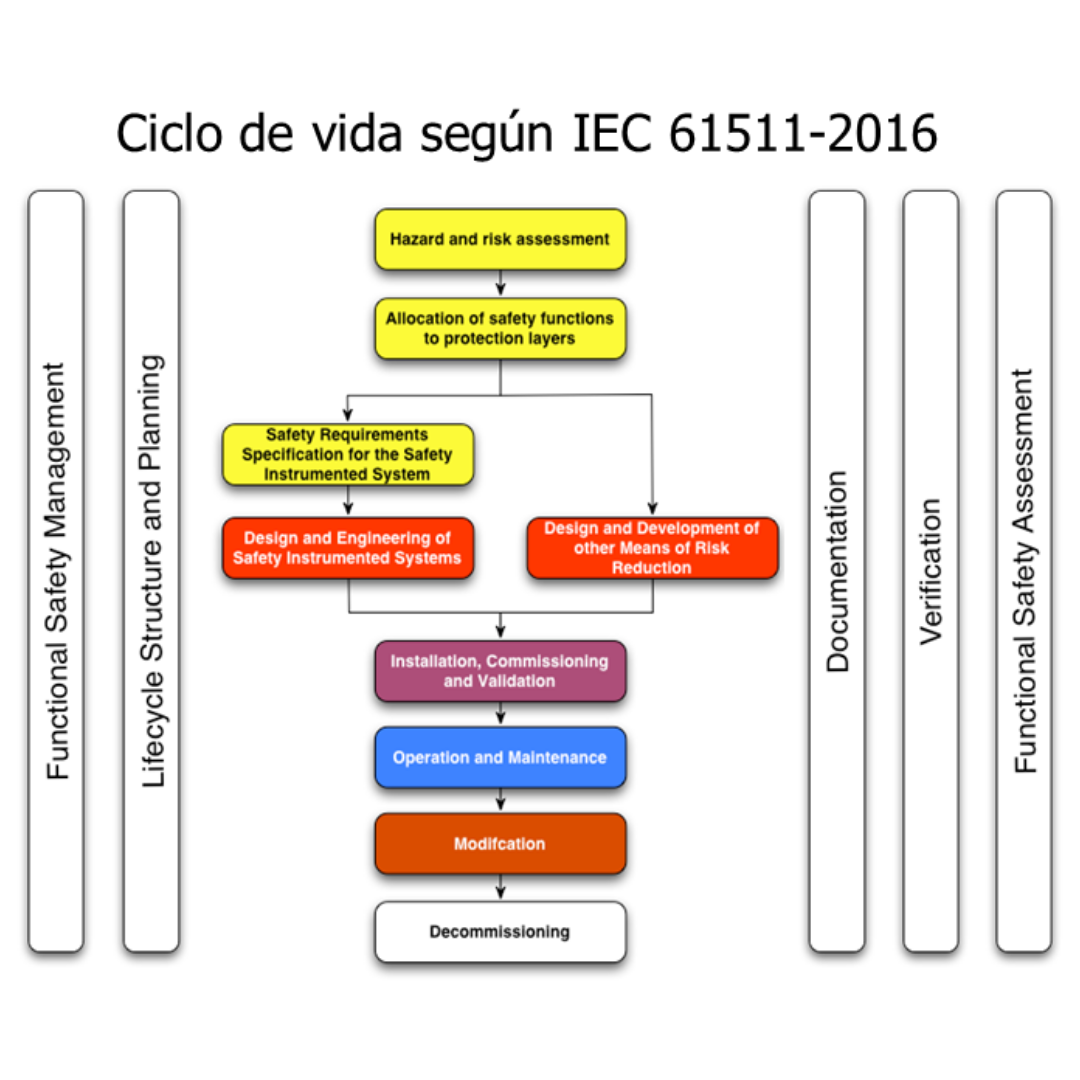 Ciclo de vida según IEC 61511-2016
Functional Safety Management
Lifecycle Structure and Planning
Hazard and risk assessment
Allocation of safety functions
to protection layers
Safety Requirements
Specification for the Safety
Instrumented System
Design and Engineering of
Safety Instrumented Systems
Design and Development of
other Means of Risk
Reduction
Installation, Commissioning
and Validation
Operation and Maintenance
Modifcation
Decommissioning
Documentation
Verification
Functional Safety Assessment